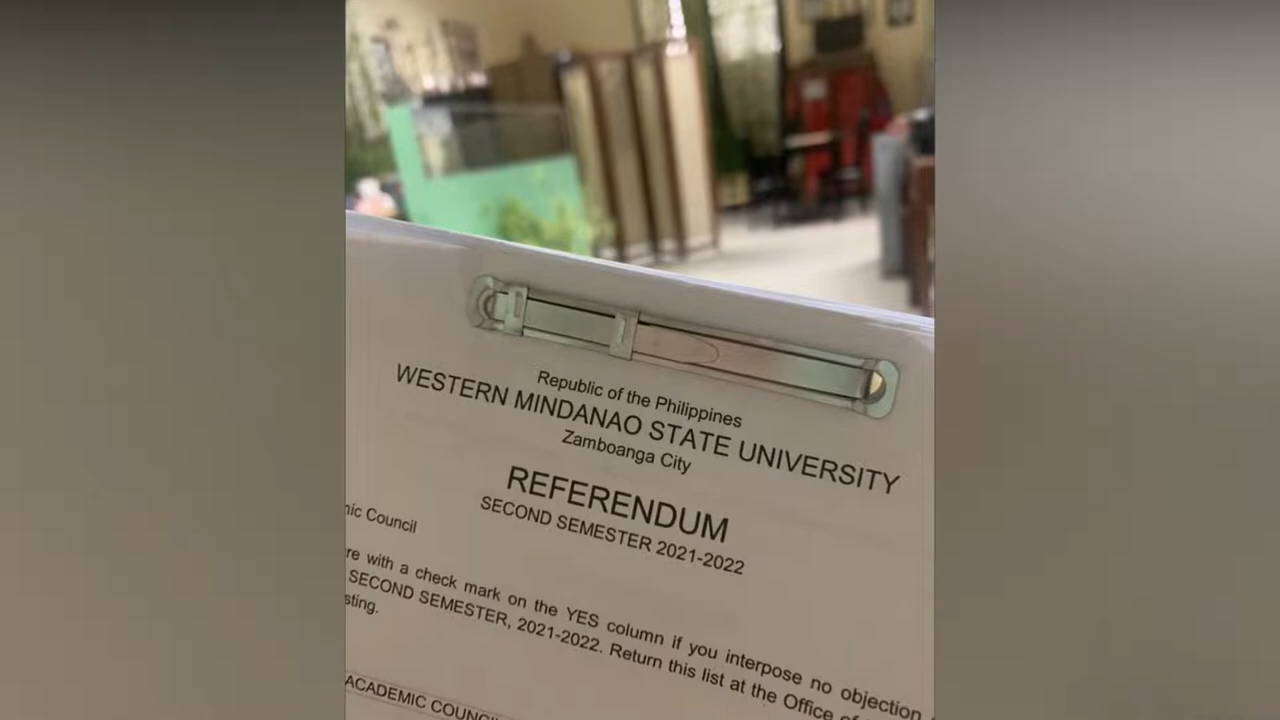 Republic of the Philippines
WESTERN MINDANAO STATE UNIVERSITY
Zamboanga City
REFERENDUM
SECOND SEMESTER 2021-2022
nic Council
re with a check mark on the YES column if you interpose no objection
SECOND SEMESTER, 2021-2022. Return this list at the Office of
sting.
ACADEMIC COUNCI